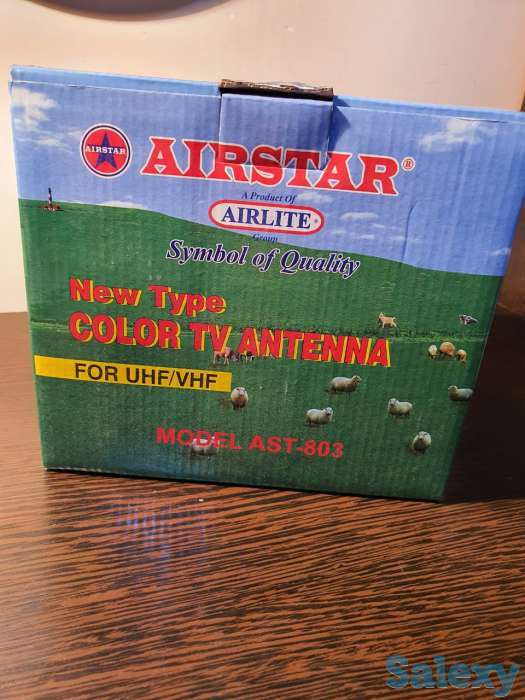 AIRSTAR
AIRSTAR®
A Product Of
AIRLITE®
Group
Symbol of Quality
New Type
COLOR TV ANTENNA
FOR UHF/VHF
MODEL AST-803
Salexy